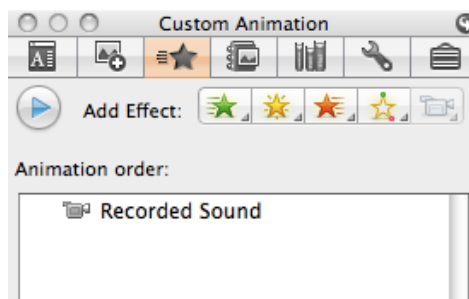 Custom Animation
Add Effect:
Animation order:
Recorded Sound